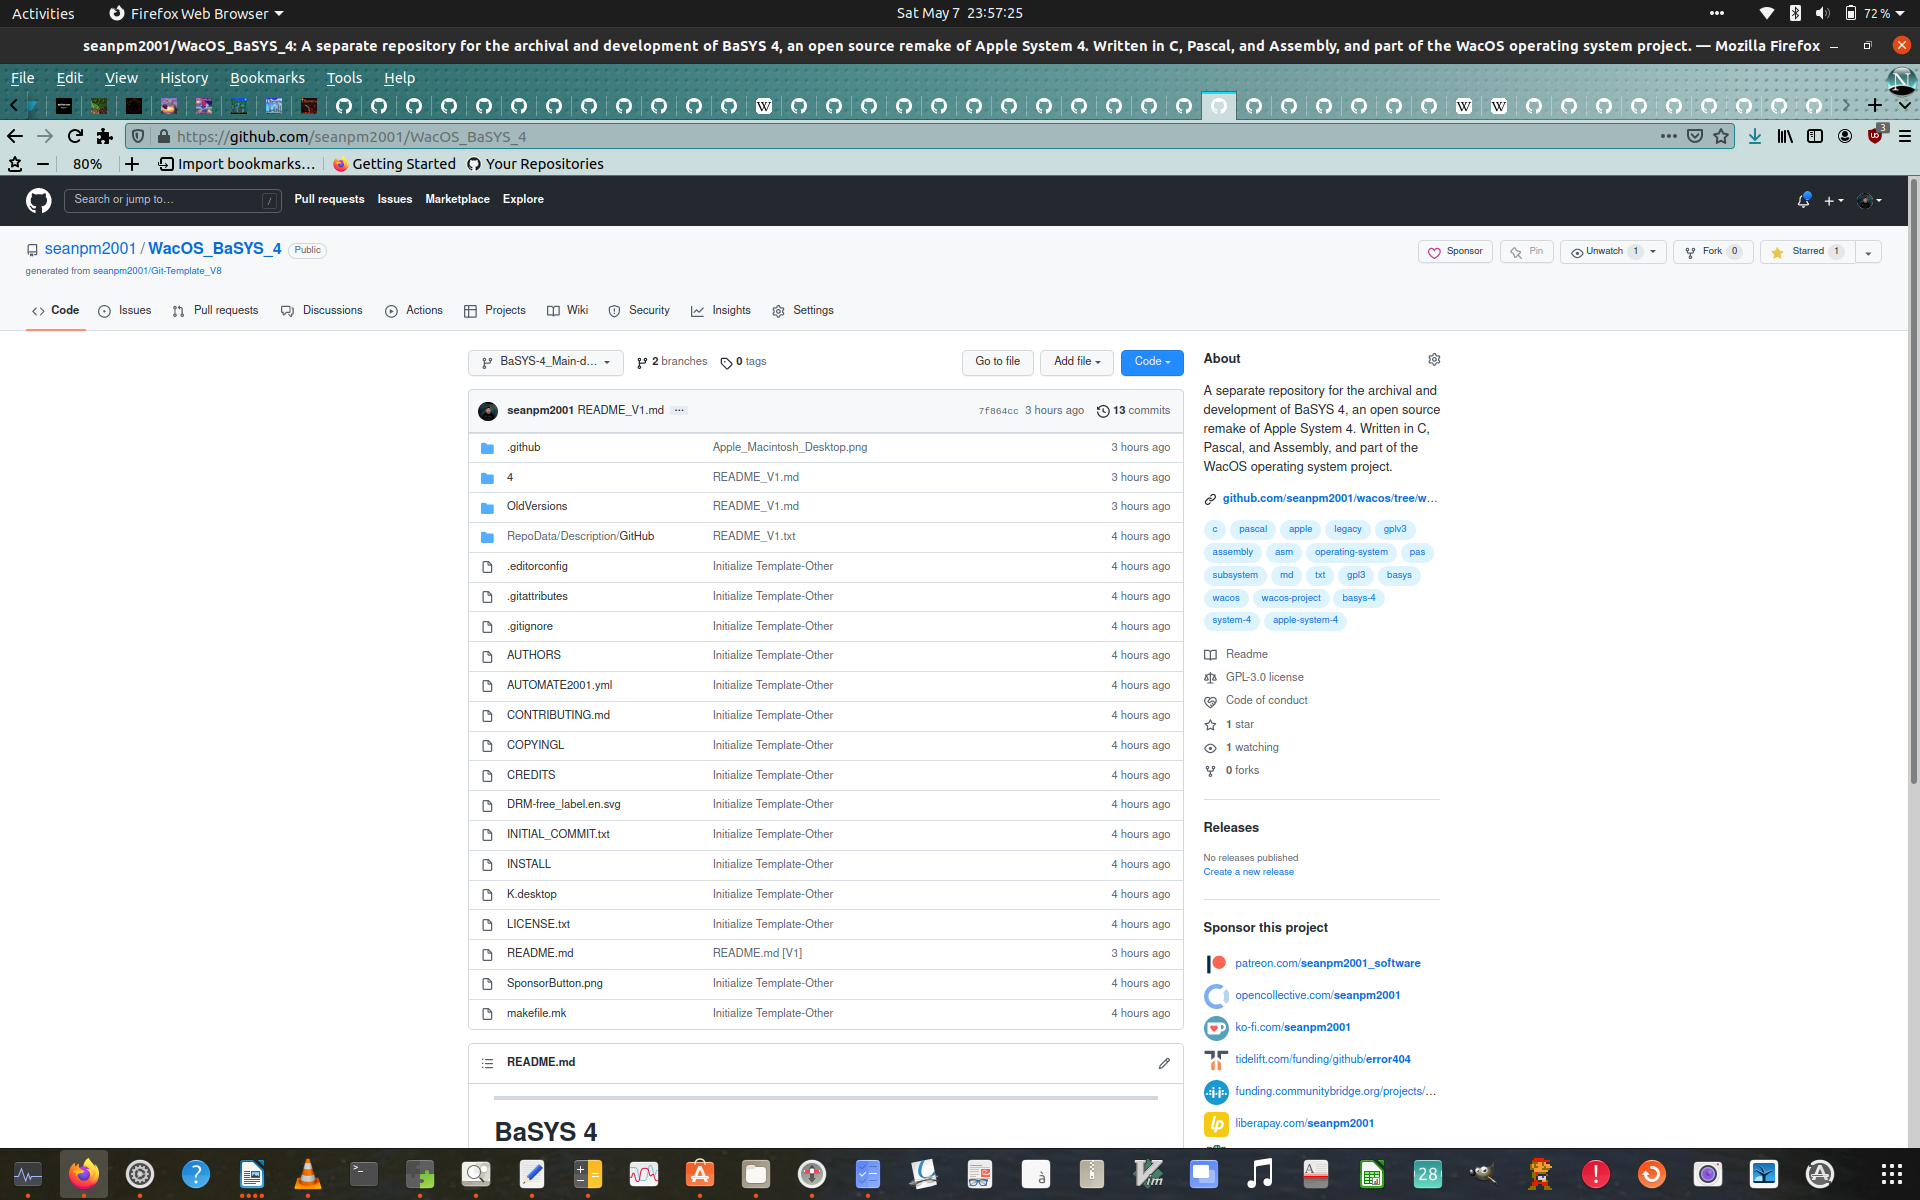 Activities
Firefox Web Browser
Sat May 7 23:57:25
72 %
seanpm2001/WacOS_BaSYS_4: A separate repository for the archival and development of BaSYS 4, an open source remake of Apple System 4. Written in C, Pascal, and Assembly, and part of the WacOS operating system project. — Mozilla Firefox
File Edit View History Bookmarks Tools Help
https://github.com/seanpm2001/WacOS_BaSYS_4
3
80% Import bookmarks… Getting Started Your Repositories
Search or jump to… /
Pull requests Issues Marketplace Explore
seanpm2001 / WacOS_BaSYS_4 Public
generated from seanpm2001/Git-Template_V8
Sponsor Pin Unwatch 1 Fork 0 Starred 1
Code Issues Pull requests Discussions Actions Projects Wiki Security Insights Settings
BaSYS-4_Main-d… 2 branches 0 tags
Go to file Add file Code
seanpm2001 README_V1.md ··· 7f864cc 3 hours ago 13 commits
.github Apple_Macintosh_Desktop.png 3 hours ago
4 README_V1.md 3 hours ago
OldVersions README_V1.md 3 hours ago
RepoData/Description/GitHub README_V1.txt 4 hours ago
.editorconfig Initialize Template-Other 4 hours ago
.gitattributes Initialize Template-Other 4 hours ago
.gitignore Initialize Template-Other 4 hours ago
AUTHORS Initialize Template-Other 4 hours ago
AUTOMATE2001.yml Initialize Template-Other 4 hours ago
CONTRIBUTING.md Initialize Template-Other 4 hours ago
COPYINGL Initialize Template-Other 4 hours ago
CREDITS Initialize Template-Other 4 hours ago
DRM-free_label.en.svg Initialize Template-Other 4 hours ago
INITIAL_COMMIT.txt Initialize Template-Other 4 hours ago
INSTALL Initialize Template-Other 4 hours ago
K.desktop Initialize Template-Other 4 hours ago
LICENSE.txt Initialize Template-Other 4 hours ago
README.md README.md [V1] 3 hours ago
SponsorButton.png Initialize Template-Other 4 hours ago
makefile.mk Initialize Template-Other 4 hours ago
README.md
BaSYS 4
About
A separate repository for the archival and
development of BaSYS 4, an open source
remake of Apple System 4. Written in C,
Pascal, and Assembly, and part of the
WacOS operating system project.
github.com/seanpm2001/wacos/tree/w…
c pascal apple legacy gplv3
assembly asm operating-system pas
subsystem md txt gpl3 basys
wacos wacos-project basys-4
system-4 apple-system-4
Readme
GPL-3.0 license
Code of conduct
1 star
1 watching
0 forks
Releases
No releases published
Create a new release
Sponsor this project
patreon.com/seanpm2001_software
opencollective.com/seanpm2001
ko-fi.com/seanpm2001
tidelift.com/funding/github/error404
funding.communitybridge.org/projects/…
lp liberapay.com/seanpm2001
28